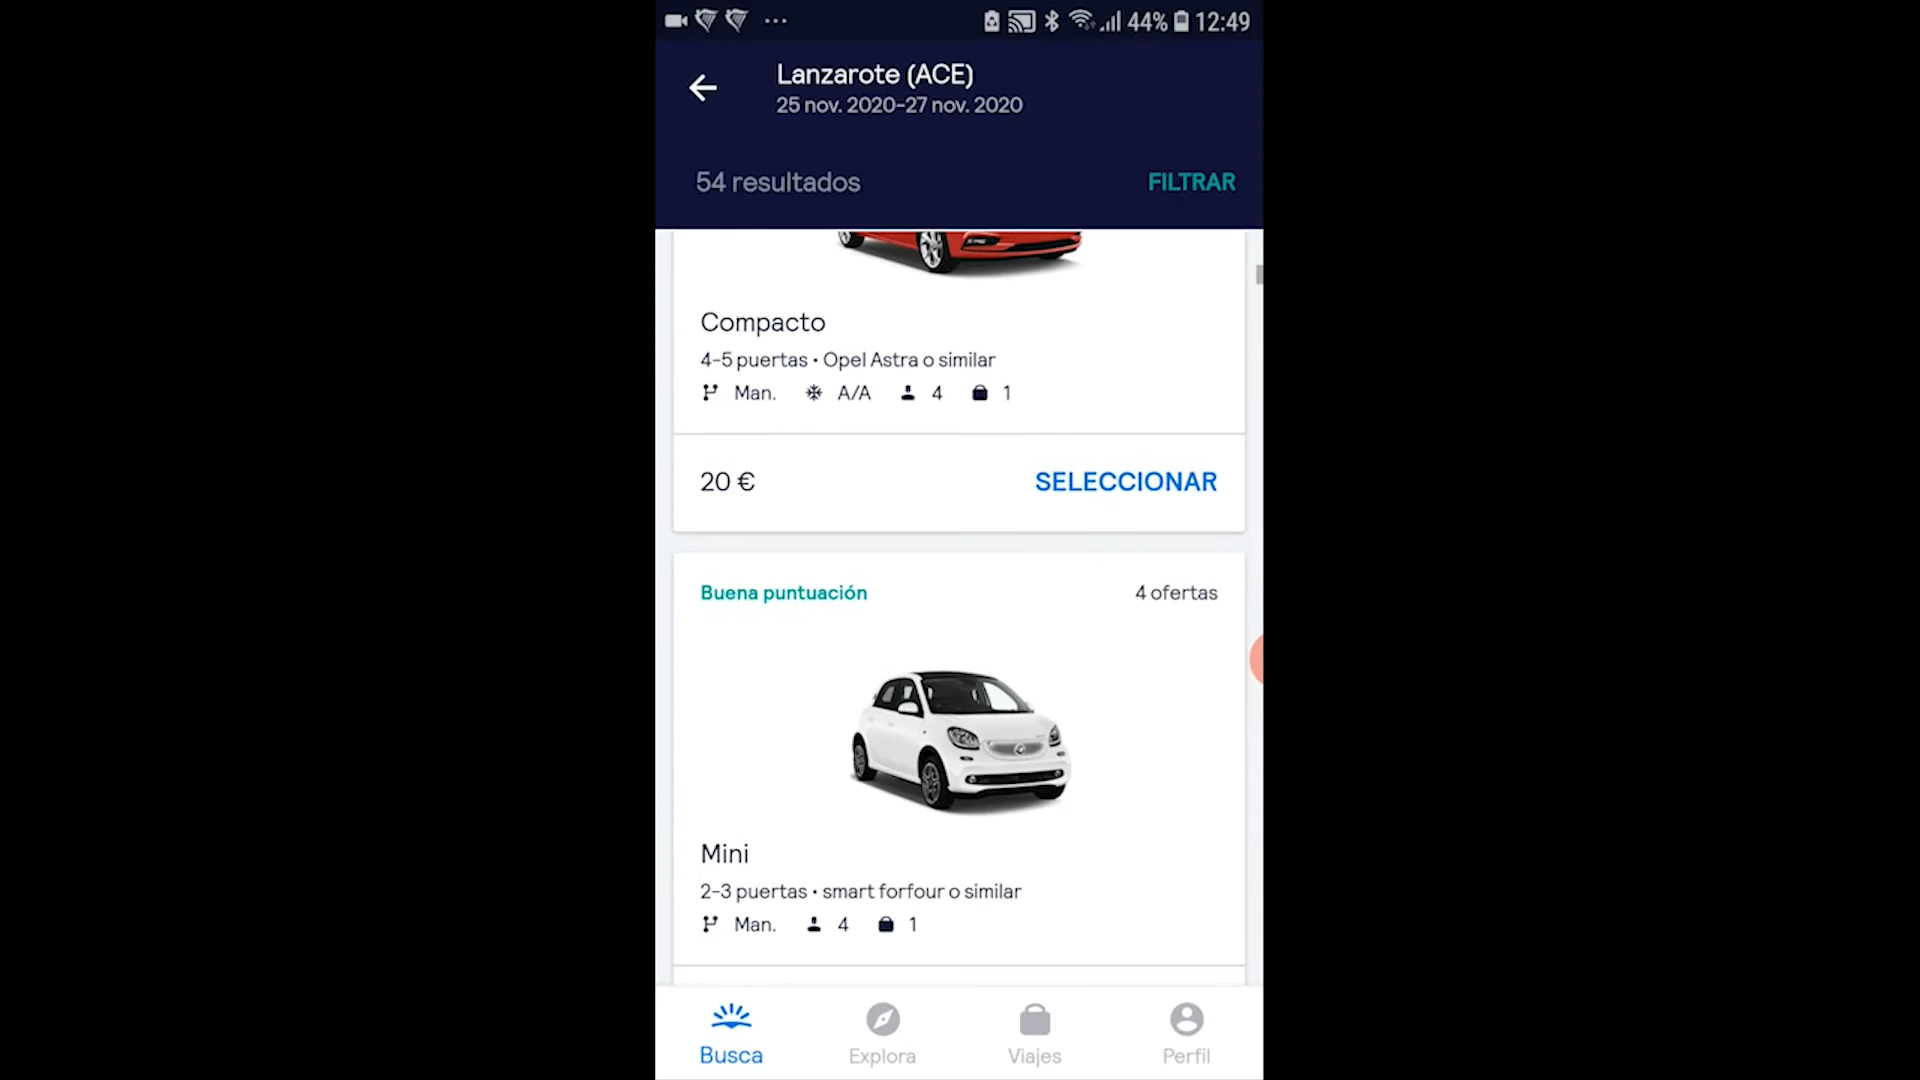 44% 12:49
Lanzarote (ACE)
25 nov. 2020-27 nov. 2020
54 resultados FILTRAR
Compacto
4-5 puertas • Opel Astra o similar
Man. A/A 4 1
20 € SELECCIONAR
Buena puntuación 4 ofertas
Mini
2-3 puertas • smart forfour o similar
Man. 4 1
Busca Explora Viajes Perfil